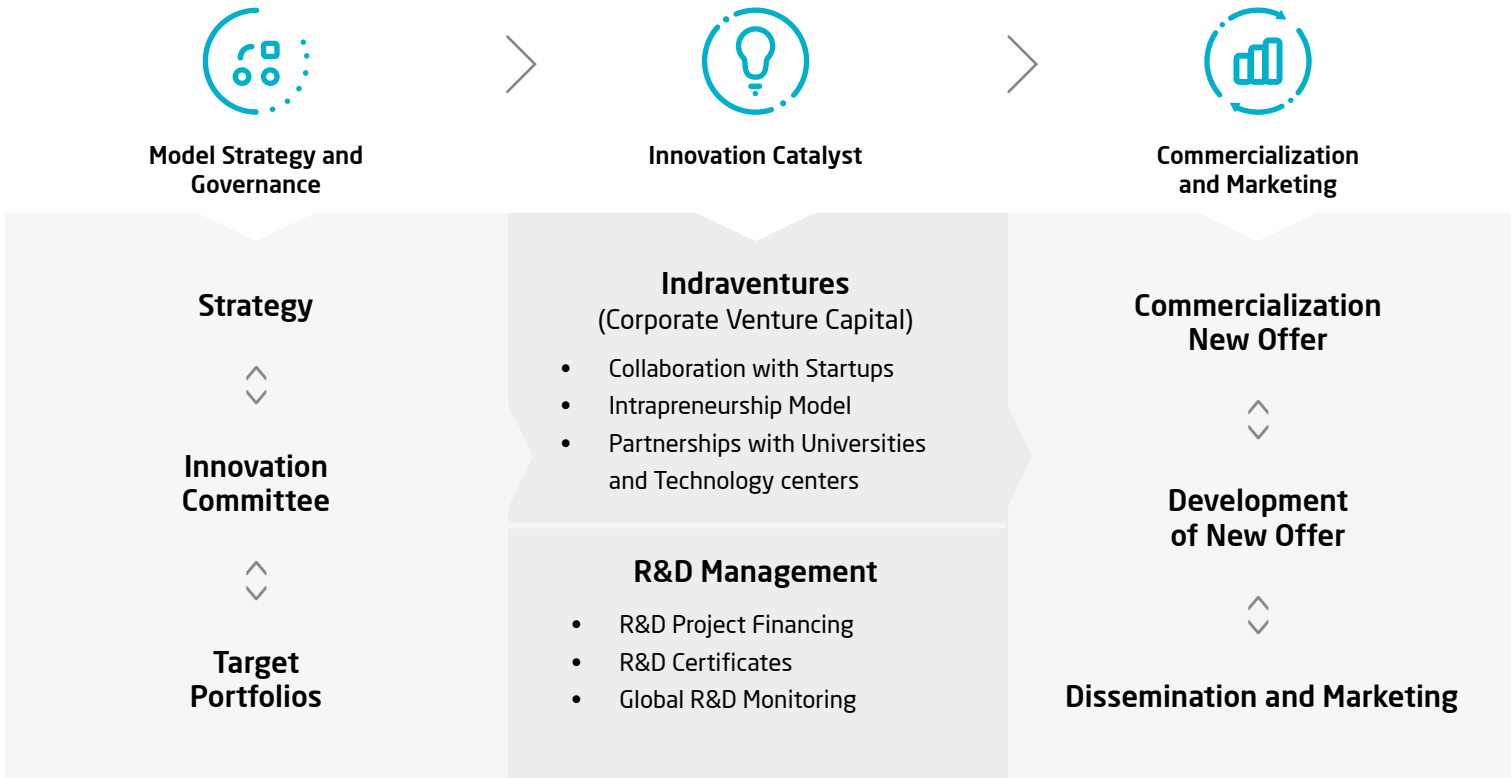 Model Strategy and
Governance
Innovation Catalyst
Commercialization
and Marketing
Strategy
Innovation
Committee
Target
Portfolios
Indraventures
(Corporate Venture Capital)
• Collaboration with Startups
• Intrapreneurship Model
• Partnerships with Universities
and Technology centers
R&D Management
• R&D Project Financing
• R&D Certificates
• Global R&D Monitoring
Commercialization
New Offer
Development
of New Offer
Dissemination and Marketing